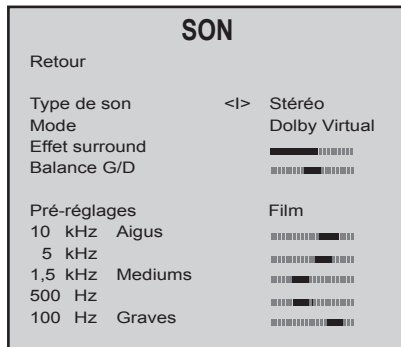 SON
Retour
Type de son <I> Stéréo
Mode Dolby Virtual
Effet surround
Balance G/D
Pré-réglages Film
10 kHz Aigus
5 kHz
1,5 kHz Mediums
500 Hz
100 Hz Graves